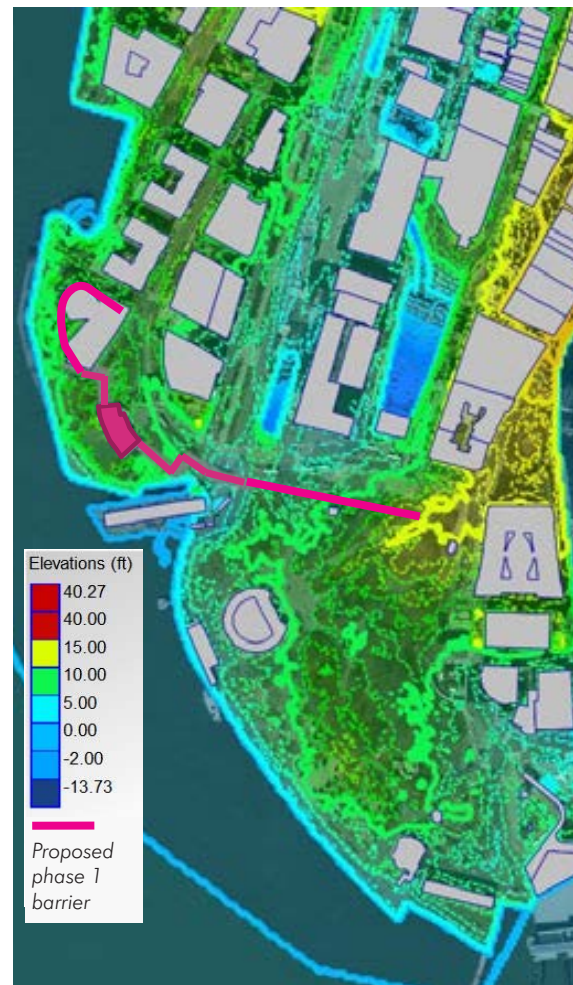 Elevations (ft)
40.27
40.00
15.00
10.00
5.00
0.00
-2.00
-13.73
Proposed
phase 1
barrier